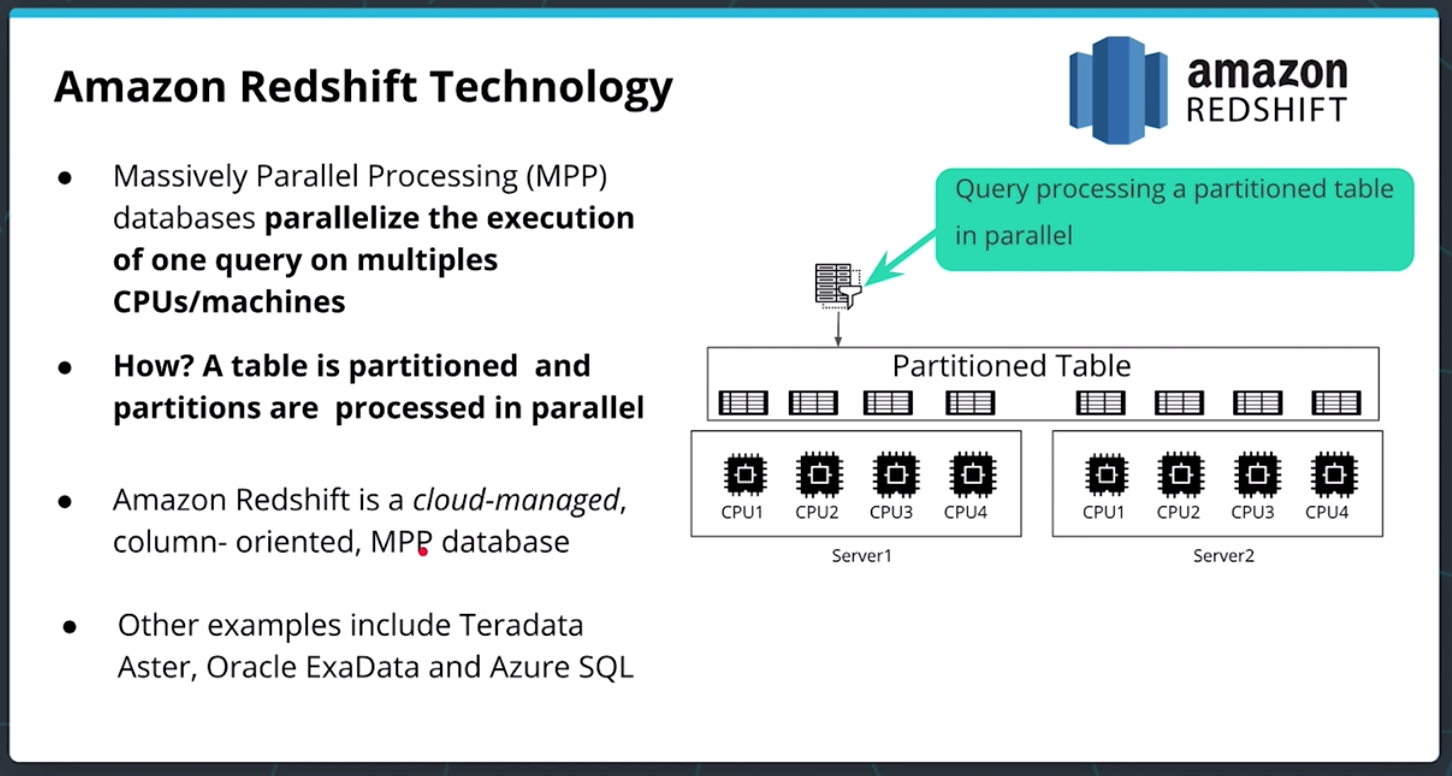 Amazon Redshift Technology
amazon
REDSHIFT
● Massively Parallel Processing (MPP)
databases parallelize the execution
of one query on multiples
CPUs/machines
● How? A table is partitioned and
partitions are processed in parallel
● Amazon Redshift is a cloud-managed,
column- oriented, MPP database
● Other examples include Teradata
Aster, Oracle ExaData and Azure SQL
Query processing a partitioned table
in parallel
Partitioned Table
CPU1 CPU2 CPU3 CPU4
Server1
CPU1 CPU2 CPU3 CPU4
Server2